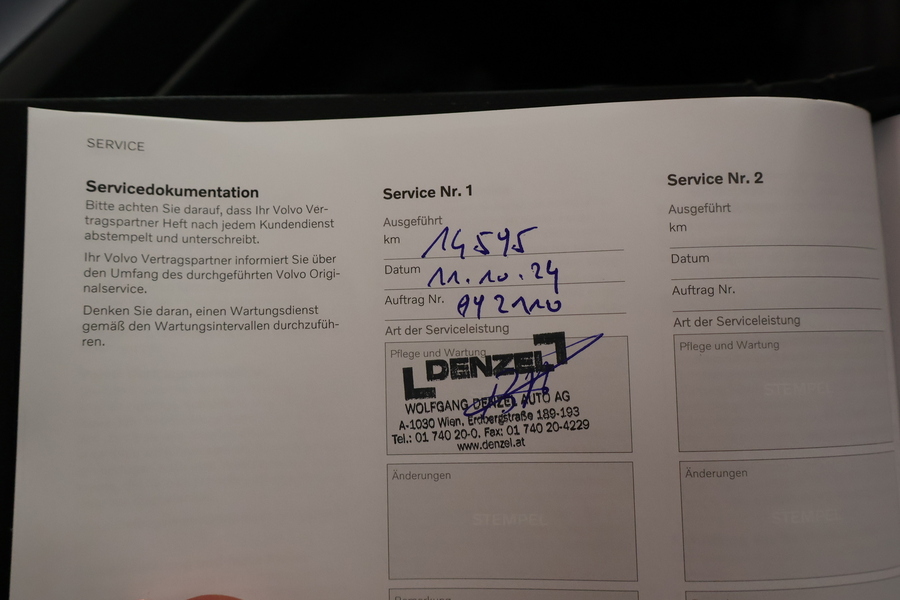 SERVICE
Servicedokumentation
Bitte achten Sie darauf, dass Ihr Volvo Ver-
tragspartner Heft nach jedem Kundendienst
abstempelt und unterschreibt.
Ihr Volvo Vertragspartner informiert Sie über
den Umfang des durchgeführten Volvo Origi-
nalservice.
Denken Sie daran, einen Wartungsdienst
gemäß den Wartungsintervallen durchzufüh-
ren.
Service Nr. 1
Ausgeführt
km 14595
Datum 11.10.24
Auftrag Nr.
Art der Serviceleistung
Pflege und Wartung
DENZEL
WOLFGANG DENZEL AUTO AG
A-1030 Wien, Erdbergstraße 189-193
Tel.: 01 740 20-0, Fax: 01 740 20-4229
www.denzel.at
Änderungen
STEMPEL
Service Nr. 2
Ausgeführt
km
Datum
Auftrag Nr.
Art der Serviceleistung
Pflege und Wartung
STEMPEL
Änderungen
STEMPEL